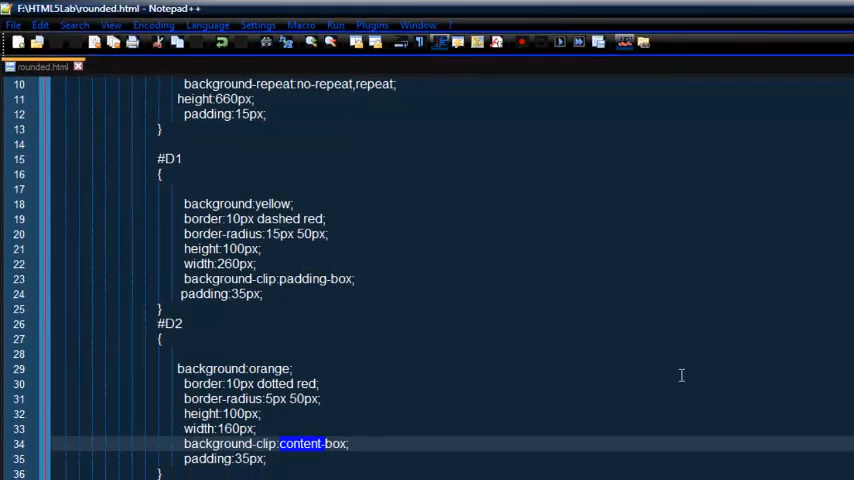 F:\HTML5Lab\rounded.html - Notepad++
File Edit Search View Encoding Language Settings Macro Run Plugins Window ?
rounded.html
10 background-repeat:no-repeat,repeat;
11 height:660px;
12 padding:15px;
13 }
14
15 #D1
16 {
17
18 background:yellow;
19 border:10px dashed red;
20 border-radius:15px 50px;
21 height:100px;
22 width:260px;
23 background-clip:padding-box;
24 padding:35px;
25 }
26 #D2
27 {
28
29 background:orange;
30 border:10px dotted red;
31 border-radius:5px 50px;
32 height:100px;
33 width:160px;
34 background-clip:content-box;
35 padding:35px;
36 }